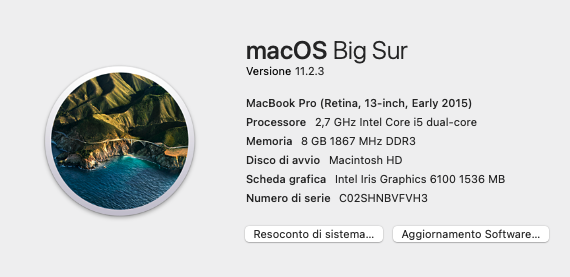 macOS Big Sur
Versione 11.2.3
MacBook Pro (Retina, 13-inch, Early 2015)
Processore 2,7 GHz Intel Core i5 dual-core
Memoria 8 GB 1867 MHz DDR3
Disco di avvio Macintosh HD
Scheda grafica Intel Iris Graphics 6100 1536 MB
Numero di serie C02SHNBVFVH3
Resoconto di sistema... Aggiornamento Software...